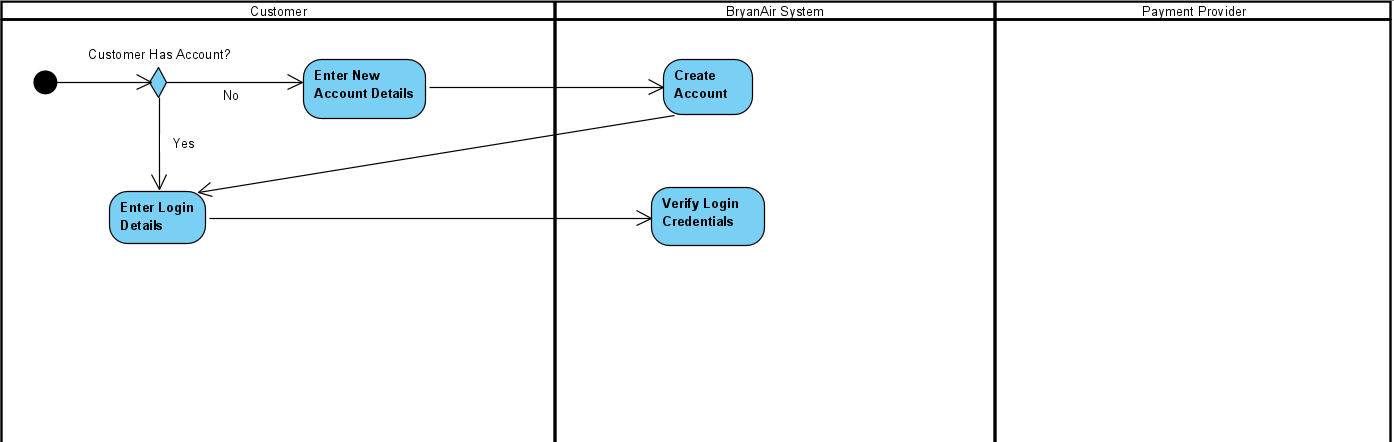 Customer
BryanAir System
Payment Provider
Customer Has Account?
No
Enter New
Account Details
Create
Account
Yes
Enter Login
Details
Verify Login
Credentials